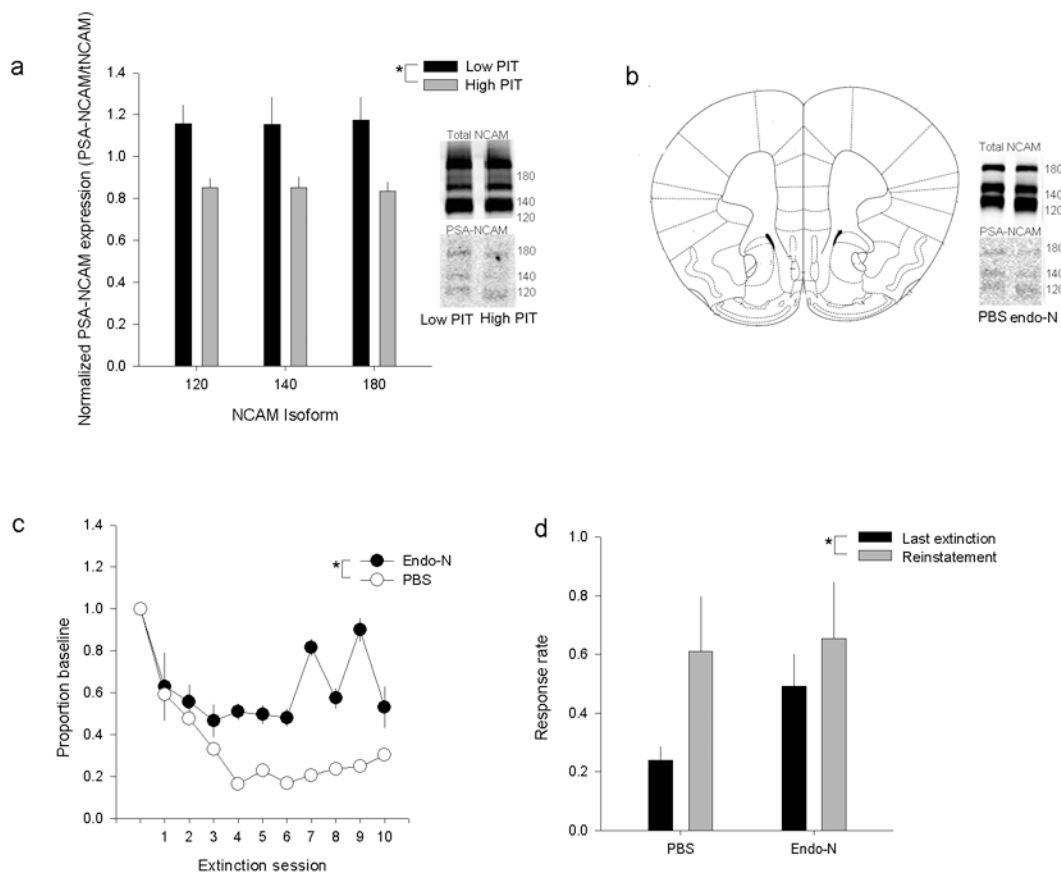 a
Normalized PSA-NCAM expression (PSA-NCAM/tNCAM)
1.4
1.2
1.0
0.8
0.6
0.4
0.2
0.0
* Low PIT
High PIT
120 140 180
NCAM Isoform
Total NCAM
180
140
120
PSA-NCAM
180
140
120
Low PIT High PIT
b
Total NCAM
180
140
120
PSA-NCAM
180
140
120
PBS endo-N
c
Proportion baseline
1.4
1.2
1.0
0.8
0.6
0.4
0.2
0.0
* Endo-N
PBS
1 2 3 4 5 6 7 8 9 10
Extinction session
d
Response rate
1.0
0.8
0.6
0.4
0.2
0.0
* Last extinction
Reinstatement
PBS Endo-N